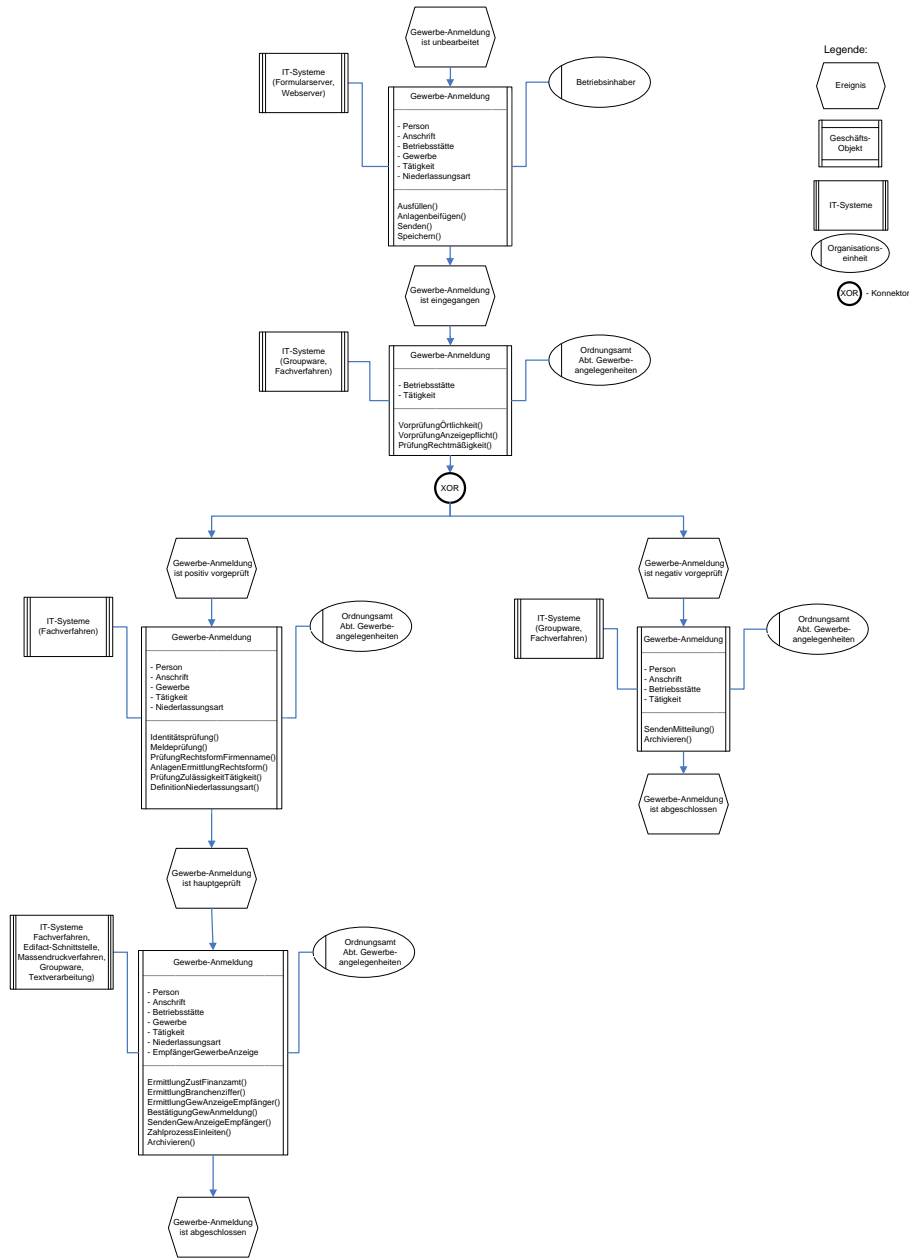 Gewerbe-Anmeldung
ist unbearbeitet
IT-Systeme
(Formularserver,
Webserver)
Betriebsinhaber
Gewerbe-Anmeldung
- Person
- Anschrift
- Betriebsstätte
- Gewerbe
- Tätigkeit
- Niederlassungsart
Ausfüllen()
Anlagenbeifügen()
Senden()
Speichern()
Legende:
Ereignis
Geschäfts-
Objekt
IT-Systeme
Organisations-
einheit
XOR - Konnektor
Gewerbe-Anmeldung
ist eingegangen
IT-Systeme
(Groupware,
Fachverfahren)
Ordnungsamt
Abt. Gewerbe-
angelegenheiten
Gewerbe-Anmeldung
- Betriebsstätte
- Tätigkeit
VorprüfungÖrtlichkeit()
VorprüfungAnzeigepflicht()
PrüfungRechtmäßigkeit()
XOR
Gewerbe-Anmeldung
ist positiv vorgeprüft
IT-Systeme
(Fachverfahren)
Ordnungsamt
Abt. Gewerbe-
angelegenheiten
Gewerbe-Anmeldung
- Person
- Anschrift
- Gewerbe
- Tätigkeit
- Niederlassungsart
Identitätsprüfung()
Meldeprüfung()
PrüfungRechtsformFirmenname()
AnlagenErmittlungRechtsform()
PrüfungZulässigkeitTätigkeit()
DefinitionNiederlassungsart()
Gewerbe-Anmeldung
ist negativ vorgeprüft
IT-Systeme
(Groupware,
Fachverfahren)
Ordnungsamt
Abt. Gewerbe-
angelegenheiten
Gewerbe-Anmeldung
- Person
- Anschrift
- Betriebsstätte
- Tätigkeit
SendenMitteilung()
Archivieren()
Gewerbe-Anmeldung
ist abgeschlossen
Gewerbe-Anmeldung
ist hauptgeprüft
IT-Systeme
Fachverfahren,
Edifact-Schnittstelle,
Massendruckverfahren,
Groupware,
Textverarbeitung)
Ordnungsamt
Abt. Gewerbe-
angelegenheiten
Gewerbe-Anmeldung
- Person
- Anschrift
- Betriebsstätte
- Gewerbe
- Tätigkeit
- Niederlassungsart
- EmpfängerGewerbeAnzeige
ErmittlungZustFinanzamt()
ErmittlungBranchenziffer()
ErmittlungGewAnzeigeEmpfänger()
BestätigungGewAnmeldung()
SendenGewAnzeigeEmpfänger()
ZahlprozessEinleiten()
Archivieren()
Gewerbe-Anmeldung
ist abgeschlossen